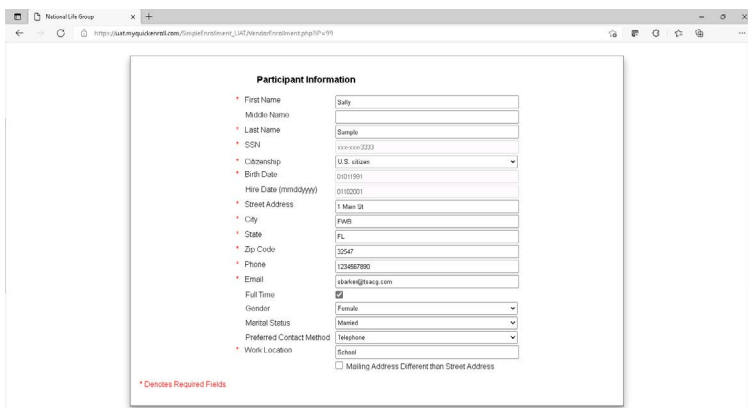 National Life Group
https://uat.myquickenroll.com/SimpleEnrollment_UAT/VendorEnrollment.php?IP=99
Participant Information
* First Name Sally
Middle Name
* Last Name Sample
* SSN xxx-xxx-3333
* Citizenship U.S. citizen
* Birth Date 01011991
Hire Date (mmddyyyy) 01102001
* Street Address 1 Main St
* City FWB
* State FL
* Zip Code 32547
* Phone 1234567890
* Email sbarker@tsacg.com
Full Time
Gender Female
Marital Status Married
Preferred Contact Method Telephone
* Work Location School
Mailing Address Different than Street Address
* Denotes Required Fields